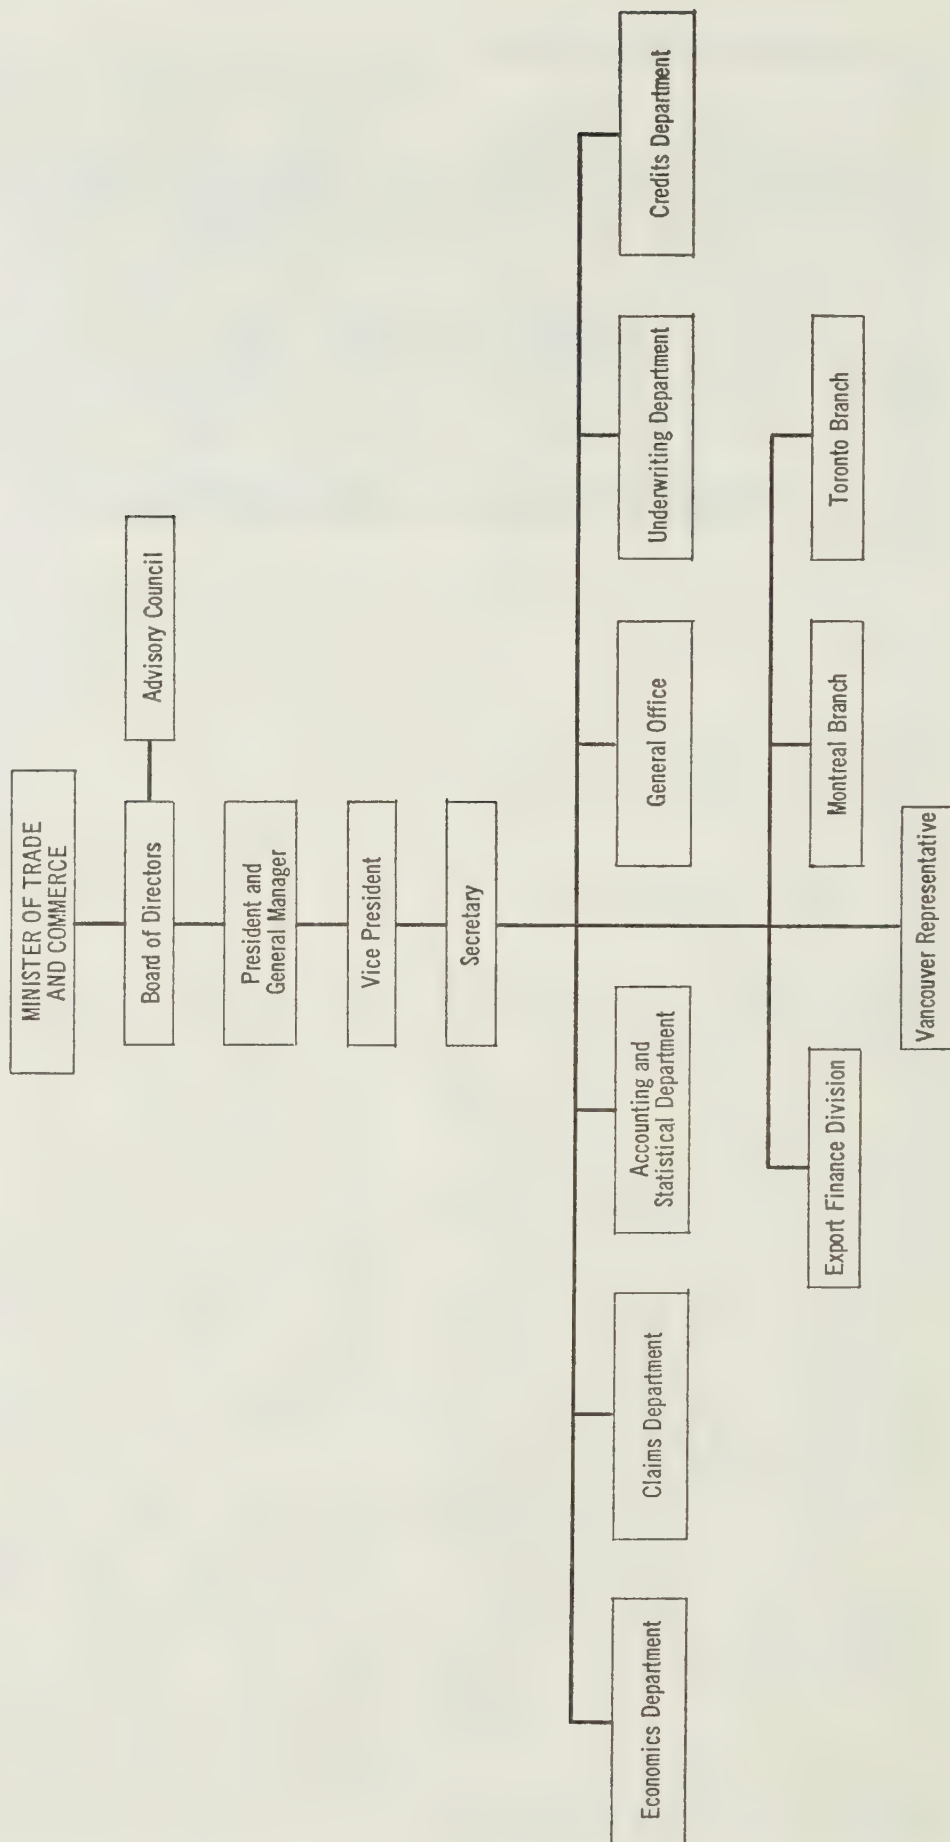 MINISTER OF TRADE
AND COMMERCE
Board of Directors
Advisory Council
President and
General Manager
Vice President
Secretary
Economics Department
Claims Department
Accounting and
Statistical Department
General Office
Underwriting Department
Credits Department
Export Finance Division
Montreal Branch
Toronto Branch
Vancouver Representative